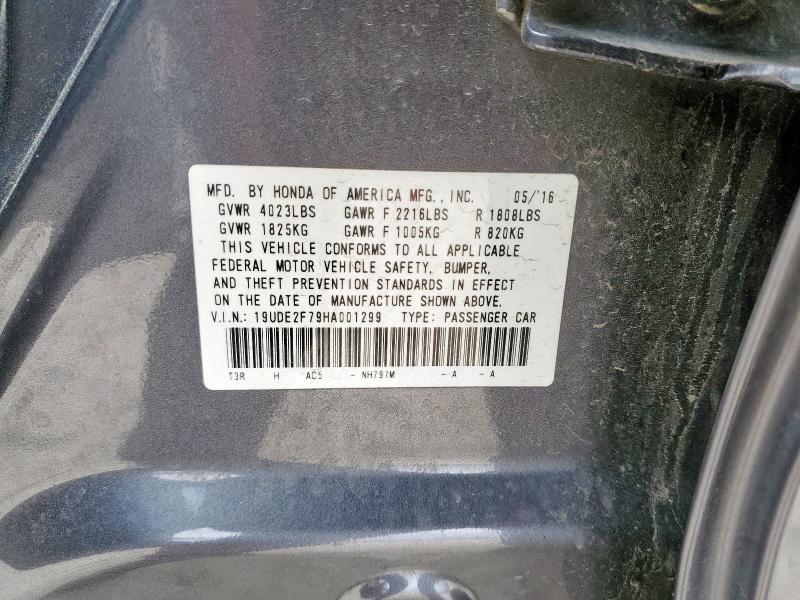 MFD. BY HONDA OF AMERICA MFG., INC. 05/'16
GVWR 4023LBS GAWR F 2216LBS R 1808LBS
GVWR 1825KG GAWR F 1005KG R 820KG
THIS VEHICLE CONFORMS TO ALL APPLICABLE
FEDERAL MOTOR VEHICLE SAFETY, BUMPER,
AND THEFT PREVENTION STANDARDS IN EFFECT
ON THE DATE OF MANUFACTURE SHOWN ABOVE.
V.I.N.: 19UDE2F79HA001299 TYPE: PASSENGER CAR
T3R H AC5 - NH797M - A - A